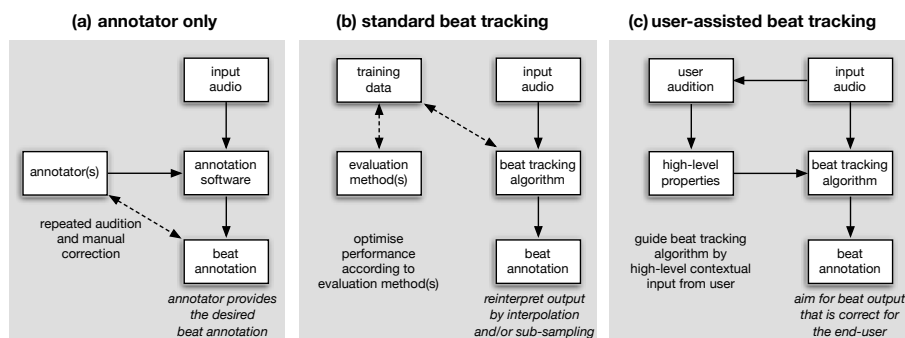 (a) annotator only
input
audio
annotator(s)
annotation
software
repeated audition
and manual
correction
beat
annotation
annotator provides
the desired
beat annotation
(b) standard beat tracking
training
data
input
audio
evaluation
method(s)
beat tracking
algorithm
optimise
performance
according to
evaluation method(s)
beat
annotation
reinterpret output
by interpolation
and/or sub-sampling
(c) user-assisted beat tracking
user
audition
input
audio
high-level
properties
beat tracking
algorithm
guide beat tracking
algorithm by
high-level contextual
input from user
beat
annotation
aim for beat output
that is correct for
the end-user